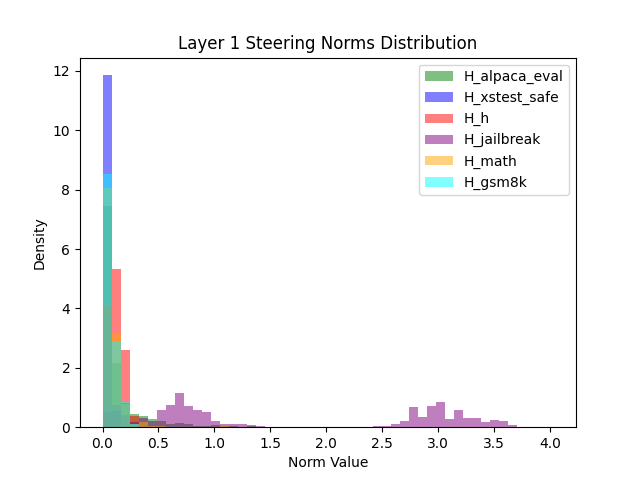 Layer 1 Steering Norms Distribution
H_alpaca_eval
H_xstest_safe
H_h
H_jailbreak
H_math
H_gsm8k
Density
12
10
8
6
4
2
0
0.0 0.5 1.0 1.5 2.0 2.5 3.0 3.5 4.0
Norm Value